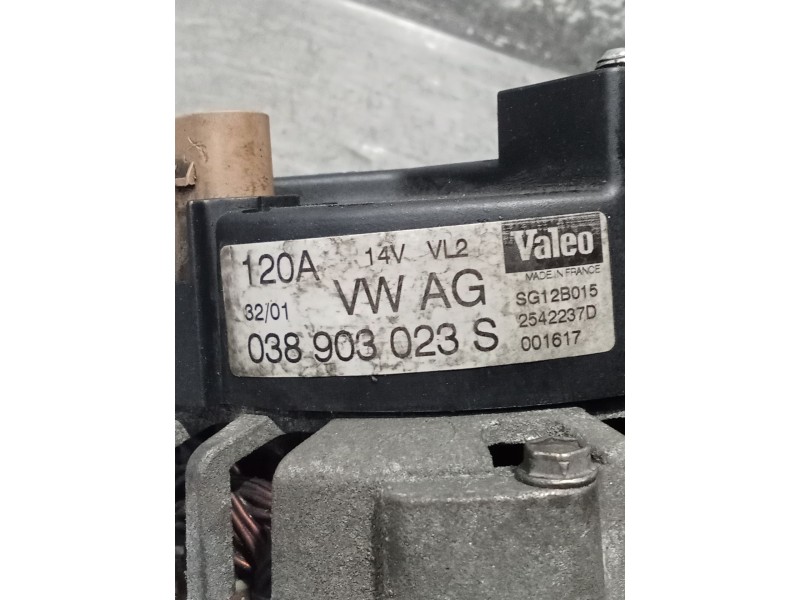 120A 14V VL2 Valeo
MADE IN FRANCE
32/01 VW AG SG12B015
2542237D
038 903 023 S 001617